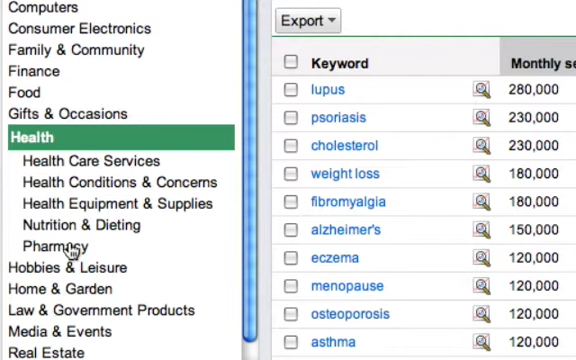 Computers
Consumer Electronics
Family & Community
Finance
Food
Gifts & Occasions
Health
Health Care Services
Health Conditions & Concerns
Health Equipment & Supplies
Nutrition & Dieting
Pharmacy
Hobbies & Leisure
Home & Garden
Law & Government Products
Media & Events
Real Estate
Export
Keyword Monthly se
lupus 280,000
psoriasis 230,000
cholesterol 230,000
weight loss 180,000
fibromyalgia 180,000
alzheimer's 150,000
eczema 120,000
menopause 120,000
osteoporosis 120,000
asthma 120,000